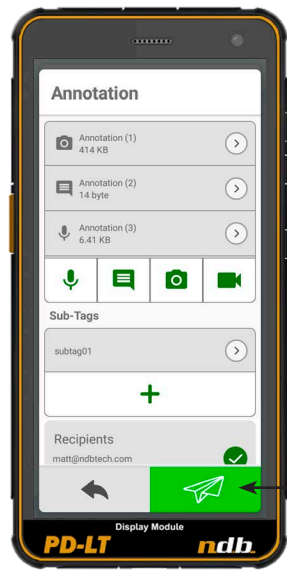 Annotation
Annotation (1)
414 KB
Annotation (2)
14 byte
Annotation (3)
6.41 KB
Sub-Tags
subtag01
Recipients
matt@ndbtech.com
Display Module
PD-LT
ndb